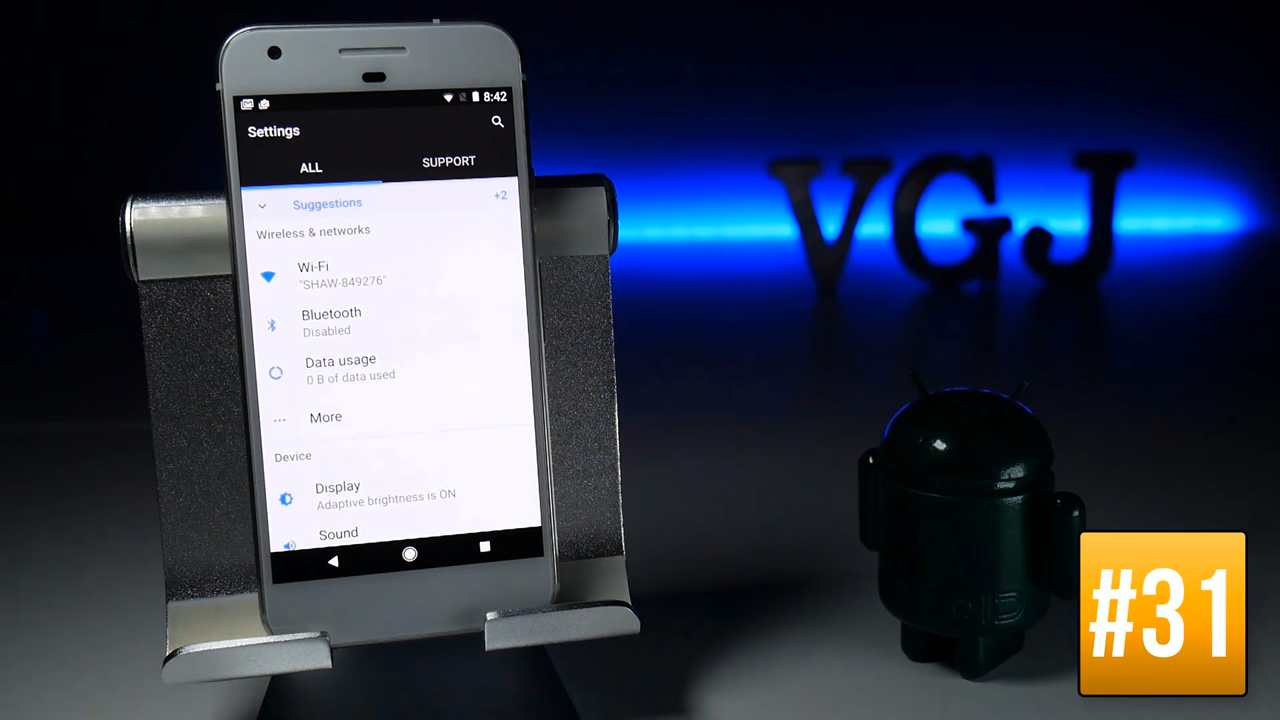 8:42
Settings
ALL SUPPORT
Suggestions +2
Wireless & networks
Wi-Fi
"SHAW-849276"
Bluetooth
Disabled
Data usage
0 B of data used
More
Device
Display
Adaptive brightness is ON
Sound
VGJ
#31